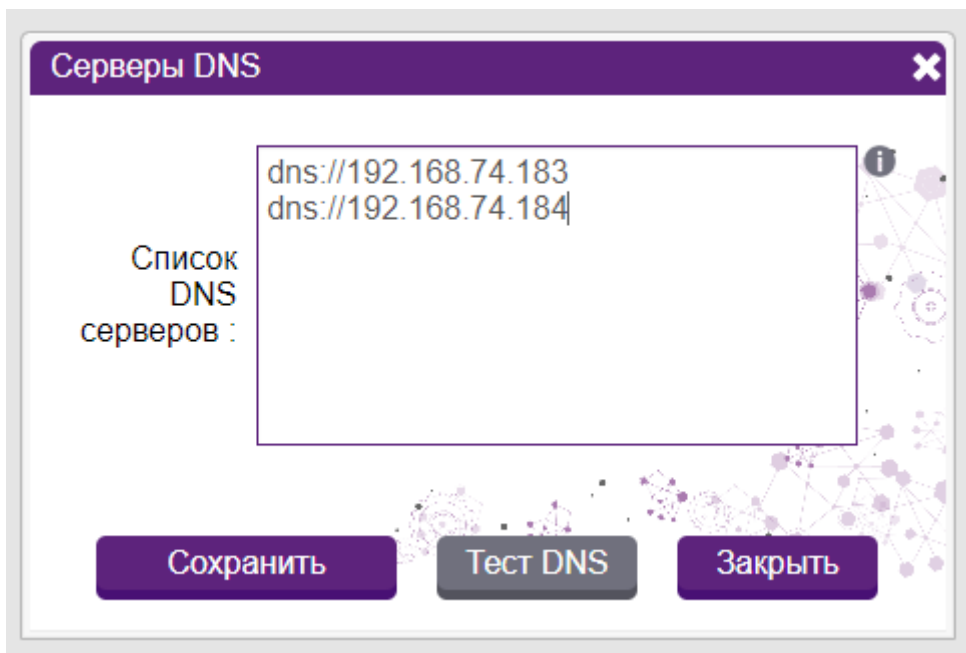 Серверы DNS
dns://192.168.74.183
dns://192.168.74.184
Список
DNS
серверов :
Сохранить
Тест DNS
Закрыть